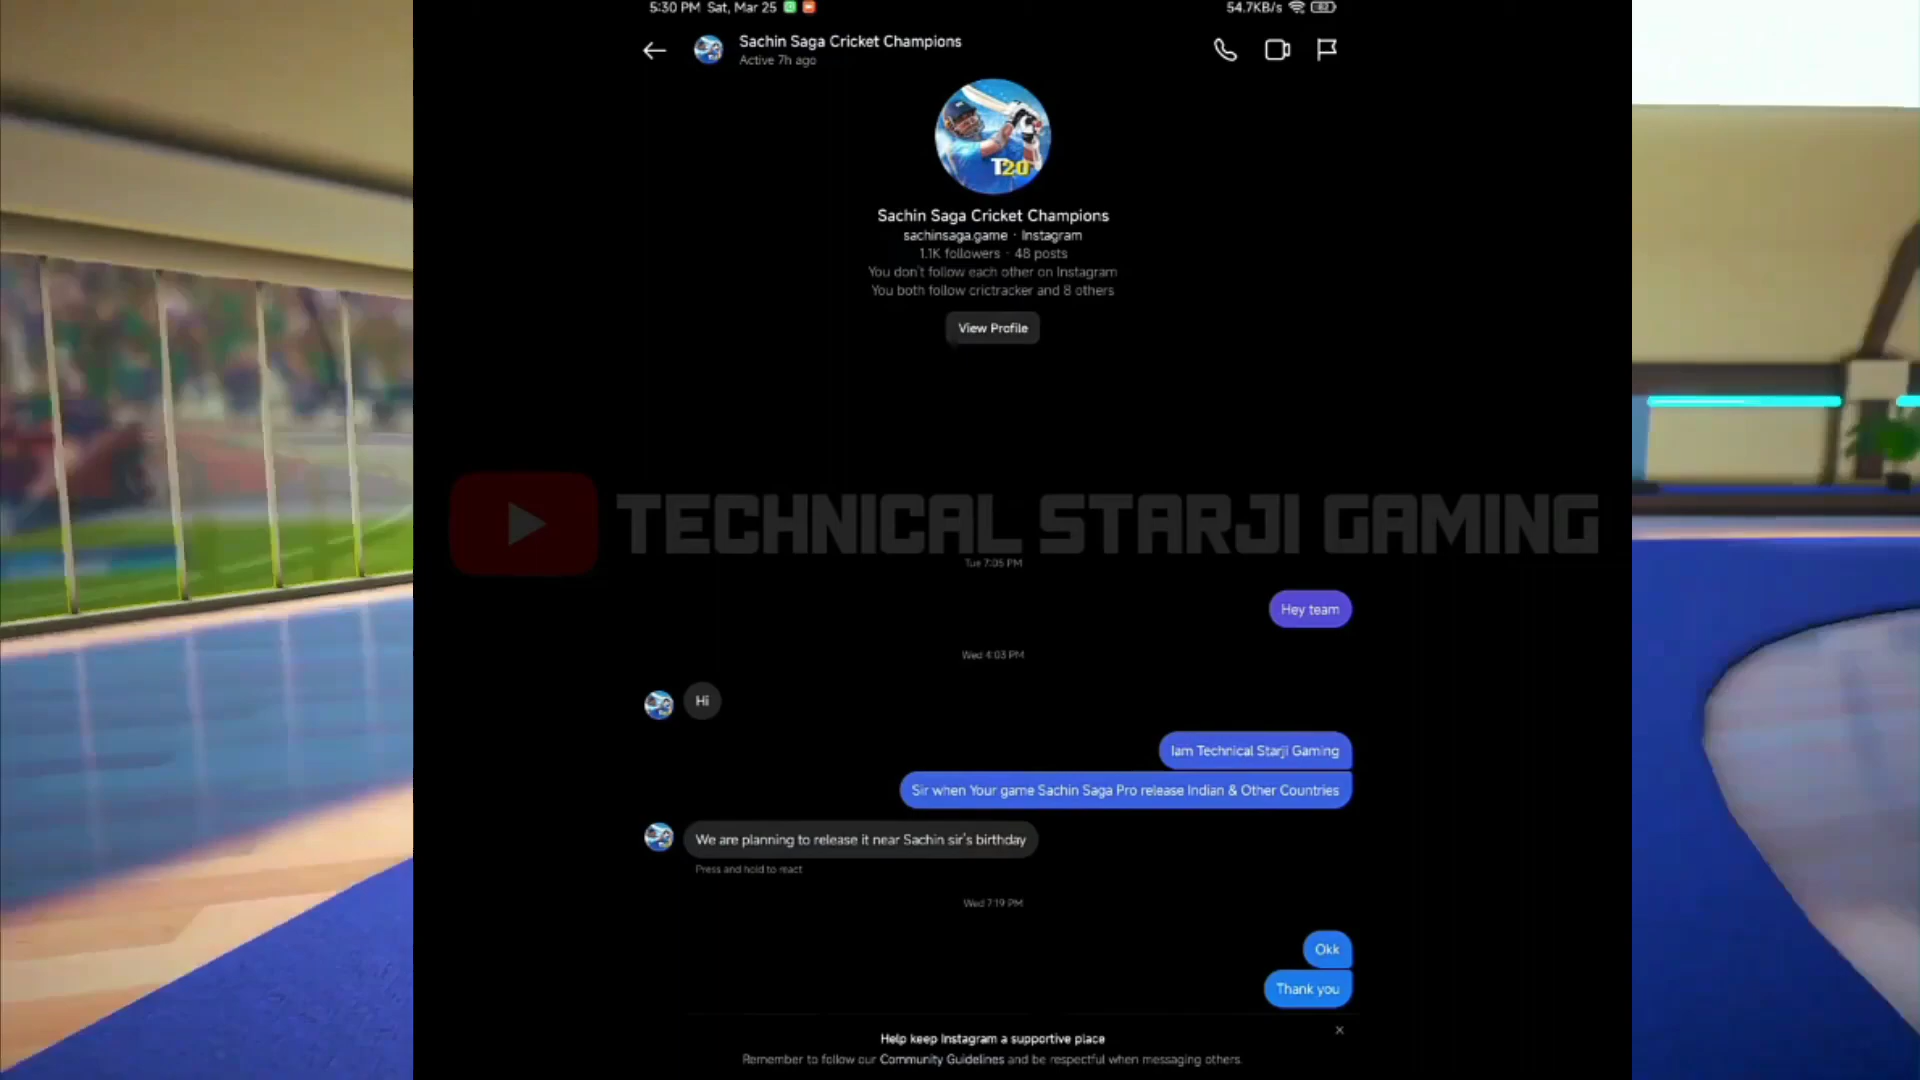 5:30 PM Sat, Mar 25
54.7KB/s
82
Sachin Saga Cricket Champions
Active 7h ago
T20
Sachin Saga Cricket Champions
sachinsaga.game · Instagram
1.1K followers · 48 posts
You don't follow each other on Instagram
You both follow crictracker and 8 others
View Profile
TECHNICAL STARJI GAMING
Tue 7:05 PM
Hey team
Wed 4:03 PM
Hi
Iam Technical Starji Gaming
Sir when Your game Sachin Saga Pro release Indian & Other Countries
We are planning to release it near Sachin sir's birthday
Press and hold to react
Wed 7:19 PM
Okk
Thank you
Help keep Instagram a supportive place
Remember to follow our Community Guidelines and be respectful when messaging others.